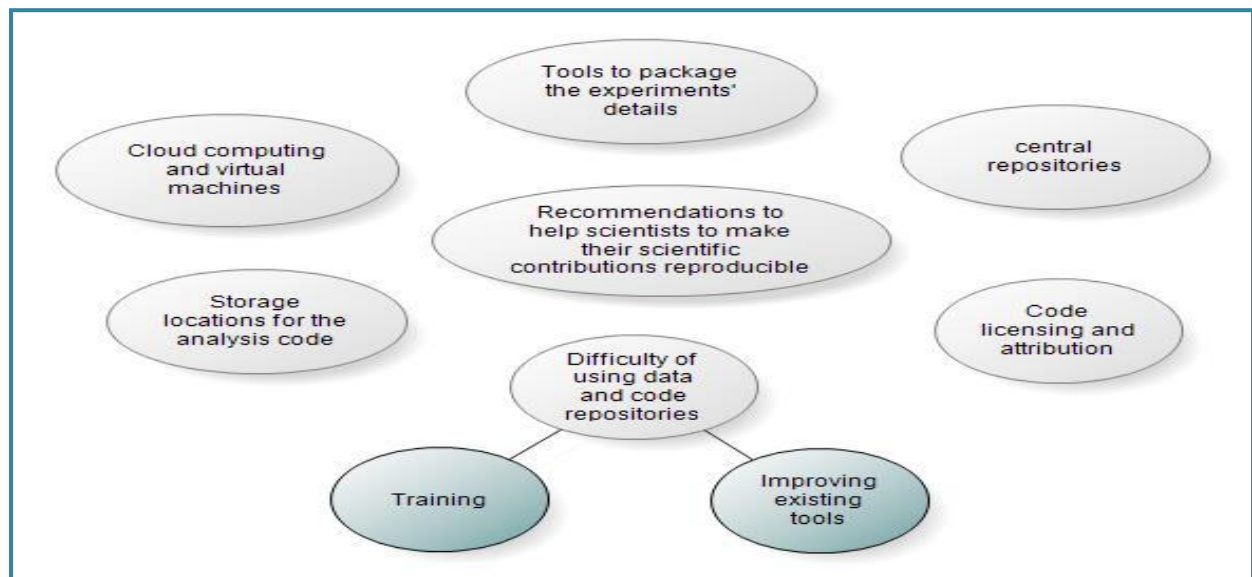 Tools to package
the experiments'
details
Cloud computing
and virtual
machines
central
repositories
Recommendations to
help scientists to make
their scientific
contributions reproducible
Storage
locations for the
analysis code
Code
licensing and
attribution
Difficulty of
using data
and code
repositories
Training
Improving
existing
tools